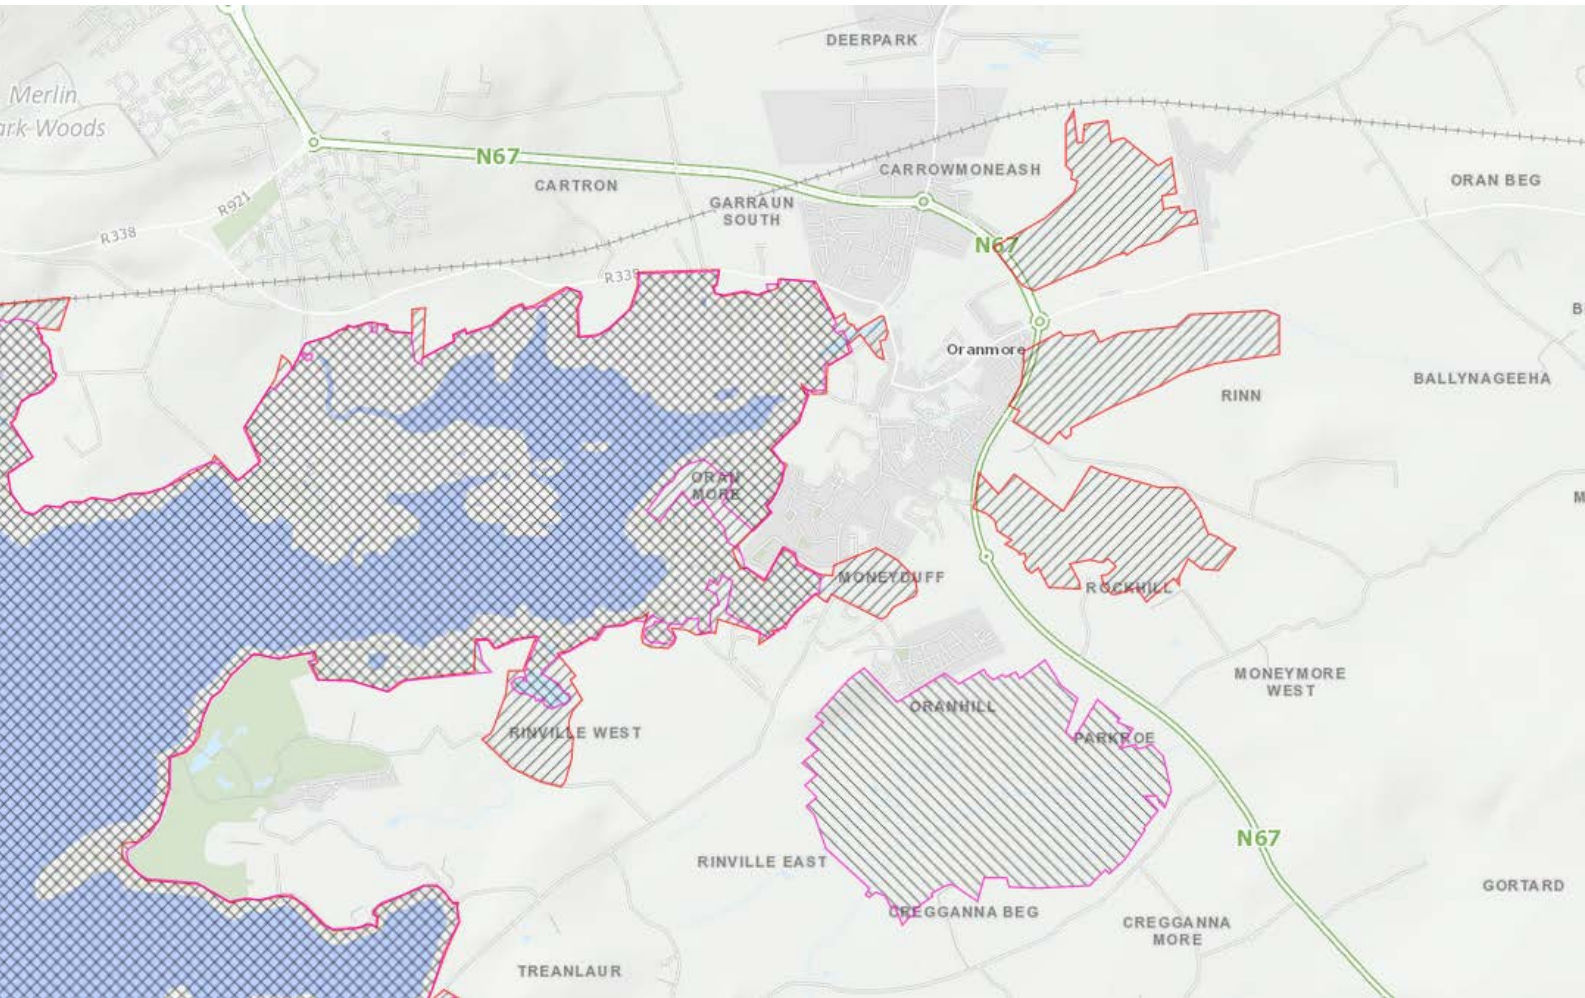 DEERPARK
Merlin
ark Woods
N67
CARTRON
CARROWMONEASH
ORAN BEG
GARRAUN
SOUTH
R921
R338
N67
R338
Oranmore
BALLYNAGEEHA
RINN
B
ORAN
MORE
M
MONEYDUFF
ROCKHILL
MONEYMORE
WEST
ORANHILL
RINVILLE WEST
PARKROE
N67
RINVILLE EAST
GORTARD
CREGGANNA BEG
CREGGANNA
MORE
TREANLAUR